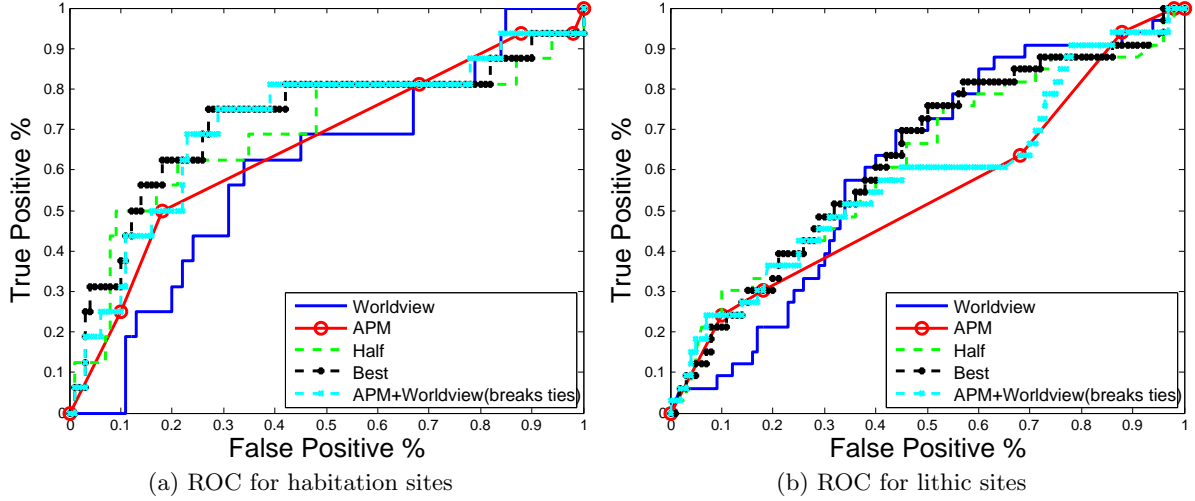 1
0.9
0.8
0.7
0.6
0.5
0.4
0.3
0.2
0.1
0
0 0.1 0.2 0.3 0.4 0.5 0.6 0.7 0.8 0.9 1
True Positive %
False Positive %
Worldview
APM
Half
Best
APM+Worldview(breaks ties)
(a) ROC for habitation sites
1
0.9
0.8
0.7
0.6
0.5
0.4
0.3
0.2
0.1
0
0 0.1 0.2 0.3 0.4 0.5 0.6 0.7 0.8 0.9 1
True Positive %
False Positive %
Worldview
APM
Half
Best
APM+Worldview(breaks ties)
(b) ROC for lithic sites